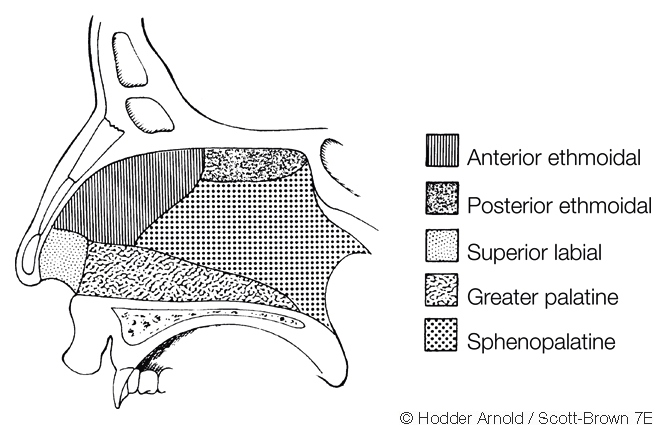 Anterior ethmoidal
Posterior ethmoidal
Superior labial
Greater palatine
Sphenopalatine
© Hodder Arnold / Scott-Brown 7E